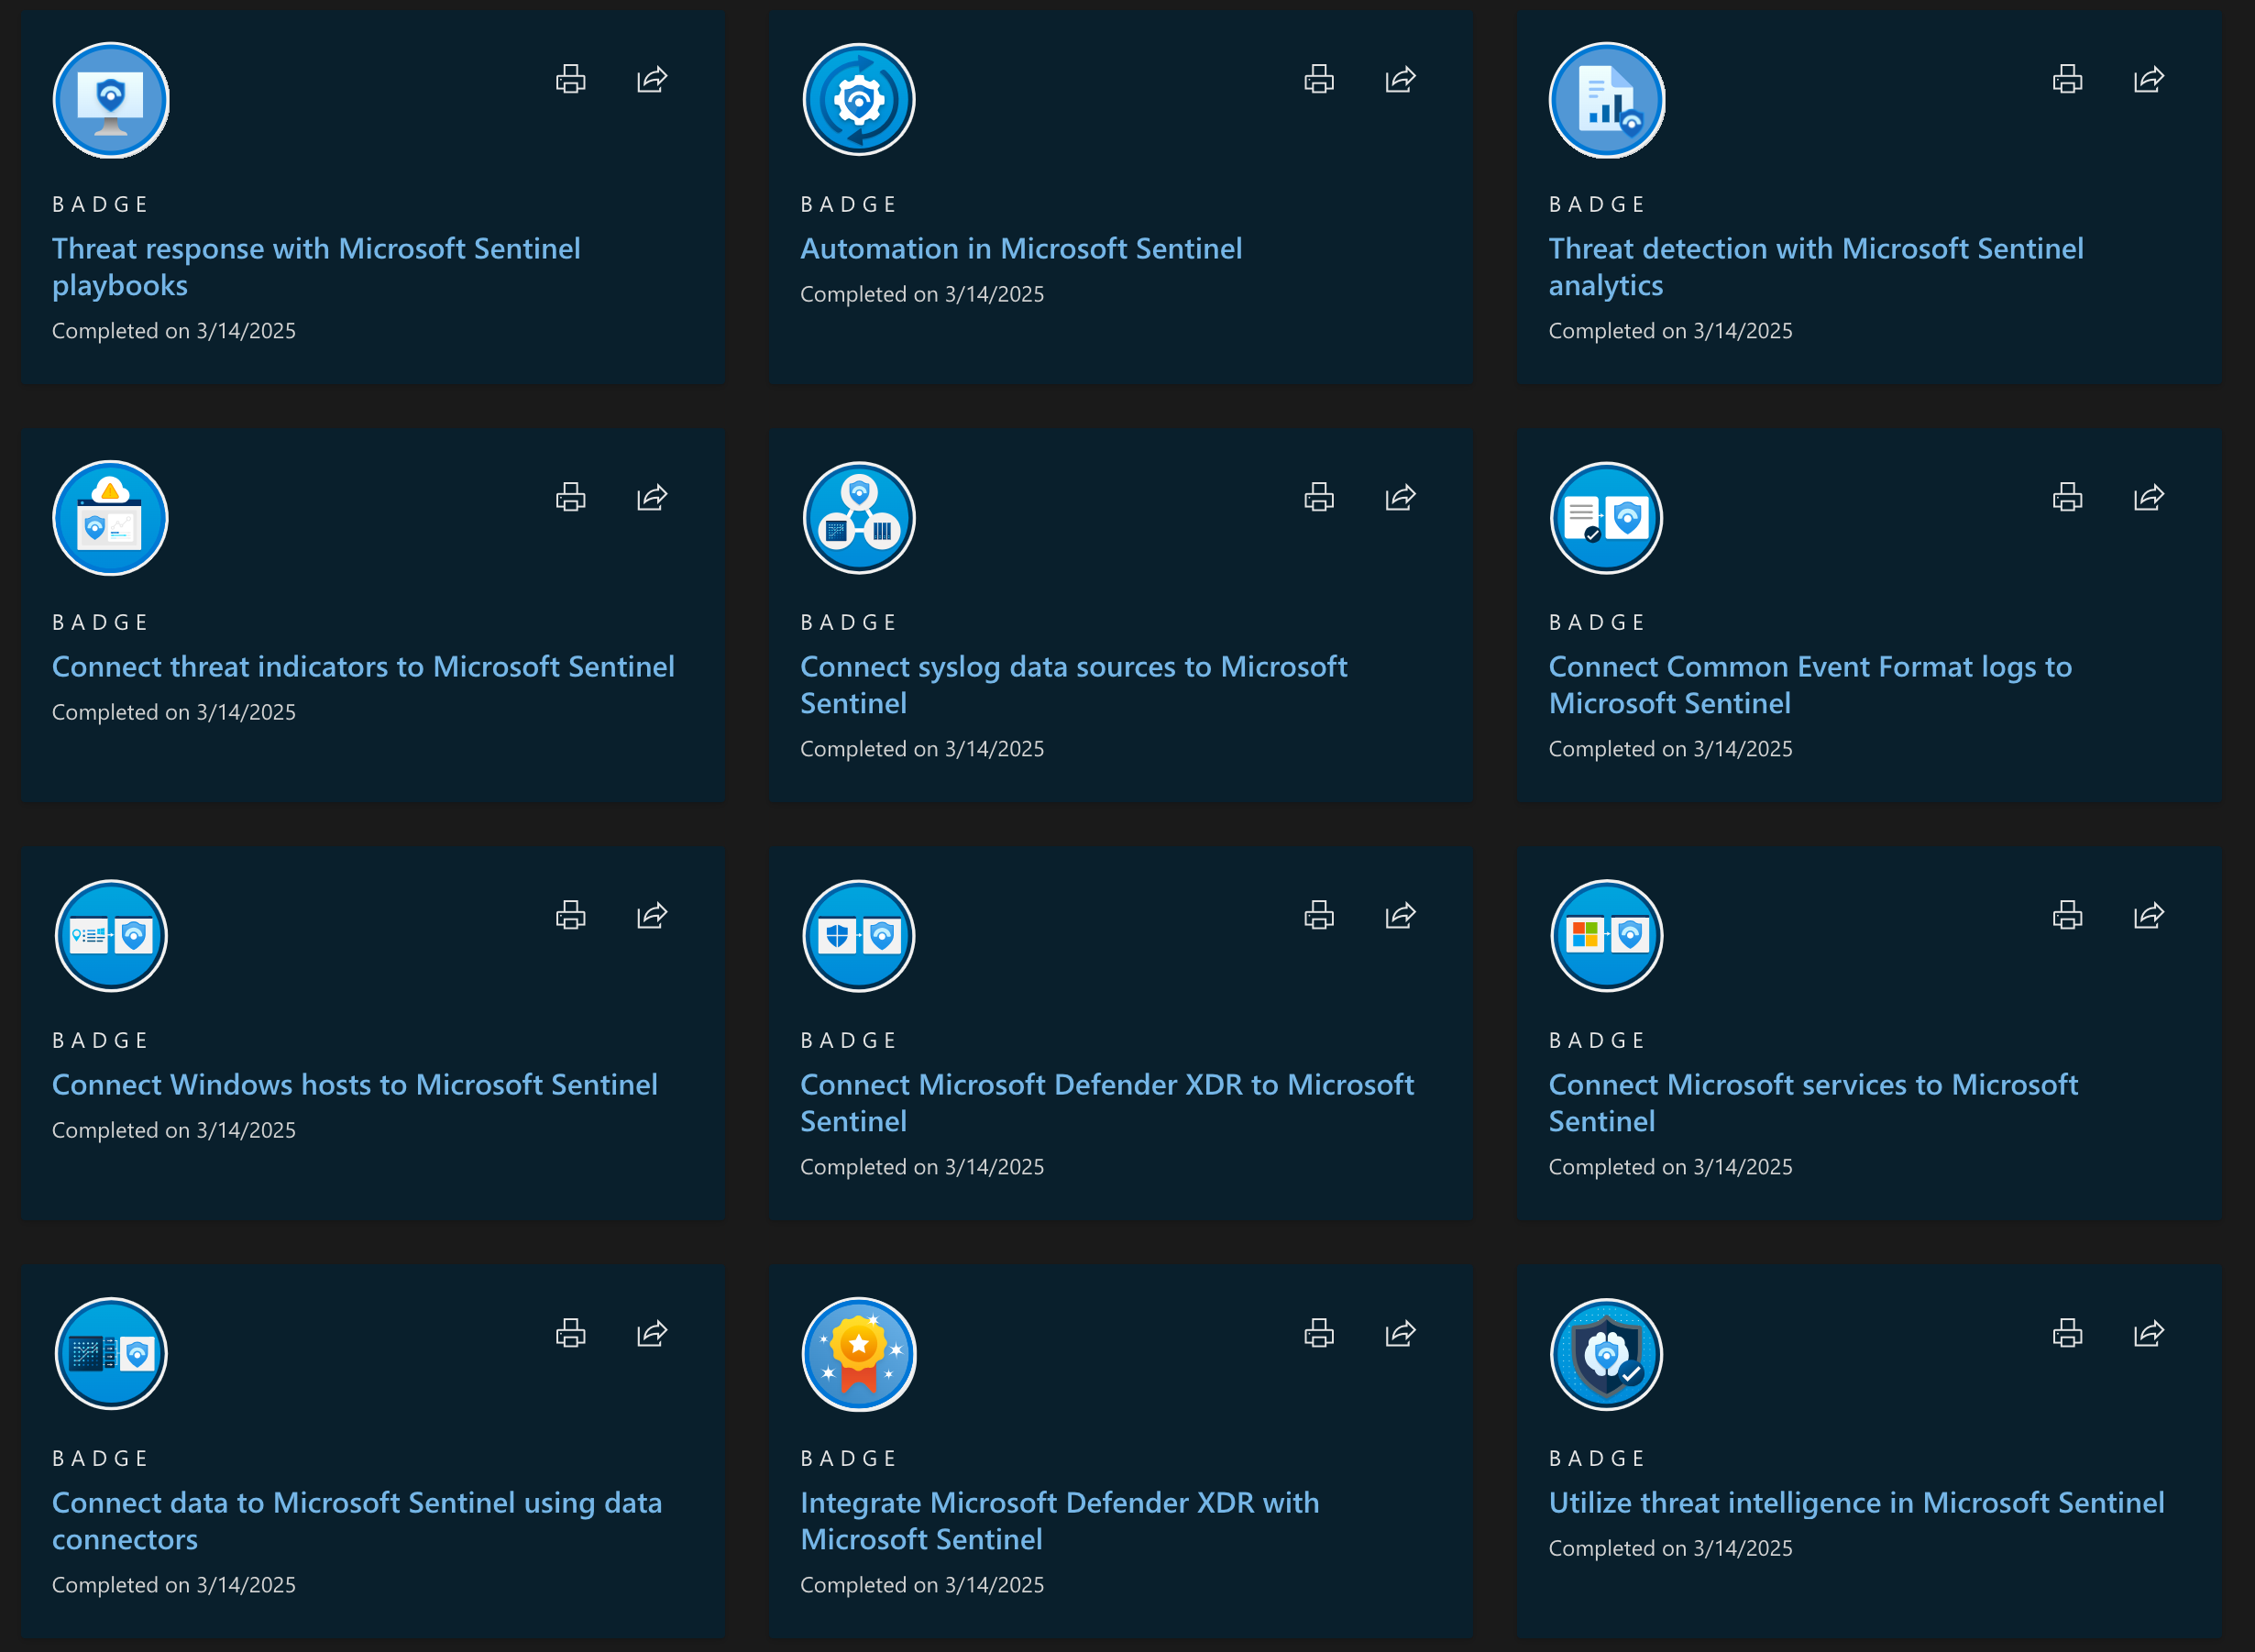 BADGE
Threat response with Microsoft Sentinel
playbooks
Completed on 3/14/2025
BADGE
Automation in Microsoft Sentinel
Completed on 3/14/2025
BADGE
Threat detection with Microsoft Sentinel
analytics
Completed on 3/14/2025
BADGE
Connect threat indicators to Microsoft Sentinel
Completed on 3/14/2025
BADGE
Connect syslog data sources to Microsoft
Sentinel
Completed on 3/14/2025
BADGE
Connect Common Event Format logs to
Microsoft Sentinel
Completed on 3/14/2025
BADGE
Connect Windows hosts to Microsoft Sentinel
Completed on 3/14/2025
BADGE
Connect Microsoft Defender XDR to Microsoft
Sentinel
Completed on 3/14/2025
BADGE
Connect Microsoft services to Microsoft
Sentinel
Completed on 3/14/2025
BADGE
Connect data to Microsoft Sentinel using data
connectors
Completed on 3/14/2025
BADGE
Integrate Microsoft Defender XDR with
Microsoft Sentinel
Completed on 3/14/2025
BADGE
Utilize threat intelligence in Microsoft Sentinel
Completed on 3/14/2025